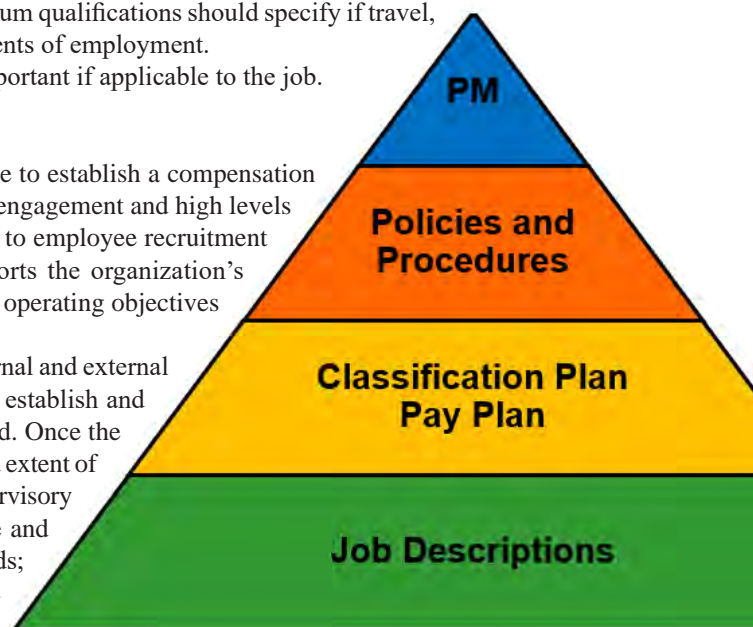 um qualifications should specify if travel,
ents of employment.
portant if applicable to the job.
e to establish a compensation
engagement and high levels
to employee recruitment
orts the organization's
operating objectives
rnal and external
establish and
d. Once the
extent of
rvisory
e and
ds;
PM
Policies and
Procedures
Classification Plan
Pay Plan
Job Descriptions